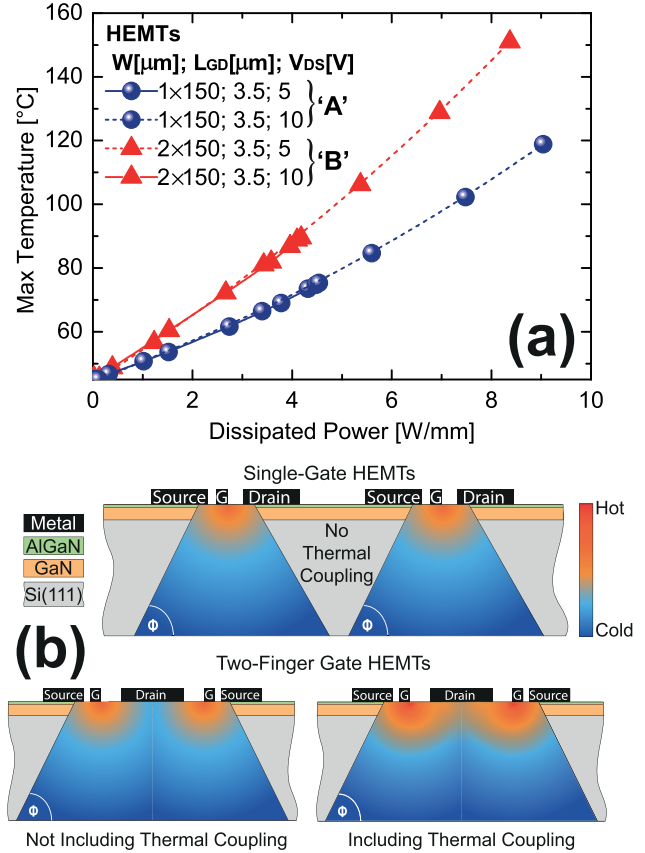 160
140
120
100
80
60
Max Temperature [°C]
HEMTs
W[μm]; LGD[μm]; VDS[V]
1×150; 3.5; 5
1×150; 3.5; 10
'A'
2×150; 3.5; 5
2×150; 3.5; 10
'B'
(a)
0 2 4 6 8 10
Dissipated Power [W/mm]
Single-Gate HEMTs
Source G Drain
Source G Drain
Metal
AlGaN
GaN
Si(111)
No
Thermal
Coupling
Hot
Cold
Φ
Φ
(b)
Two-Finger Gate HEMTs
Source G Drain G Source
Source G Drain G Source
Φ
Φ
Not Including Thermal Coupling
Including Thermal Coupling